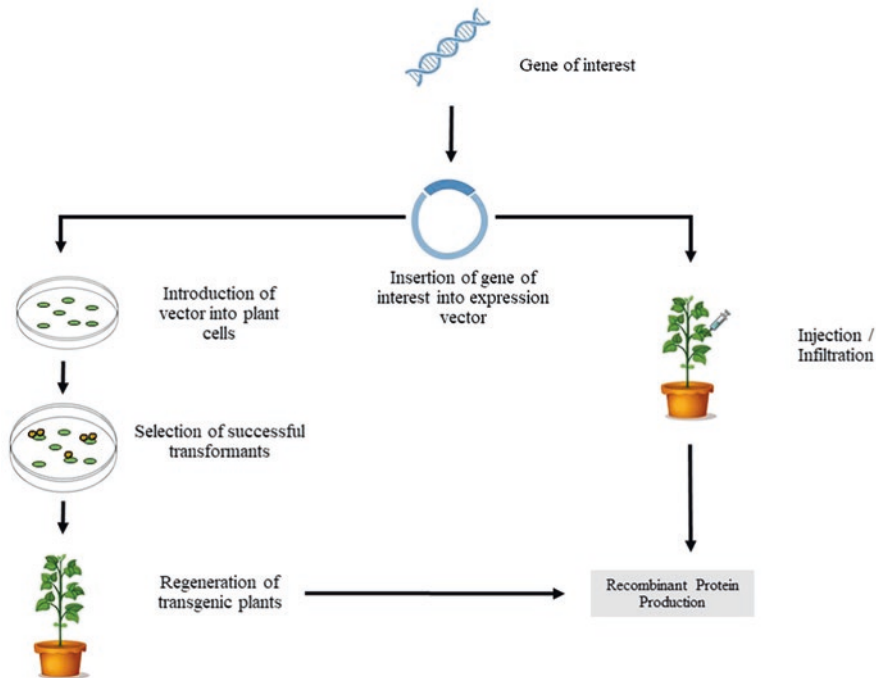 Gene of interest
Insertion of gene of
interest into expression
vector
Introduction of
vector into plant
cells
Injection /
Infiltration
Selection of successful
transformants
Regeneration of
transgenic plants
Recombinant Protein
Production